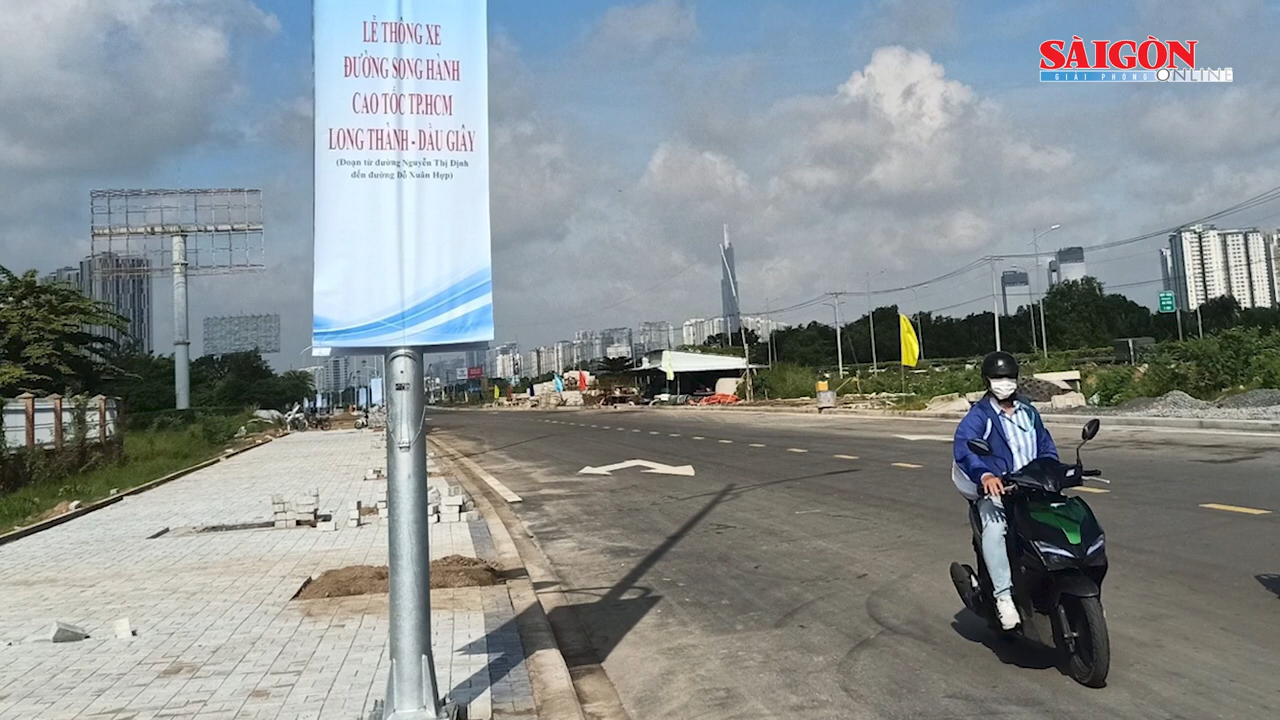 LỄ THÔNG XE
ĐƯỜNG SONG HÀNH
CAO TỐC TP.HCM
LONG THÀNH - DẦU GIÂY
(Đoạn từ đường Nguyễn Thị Định
đến đường Đỗ Xuân Hợp)
SÀIGÒN
GIẢI PHÓNG ONLINE